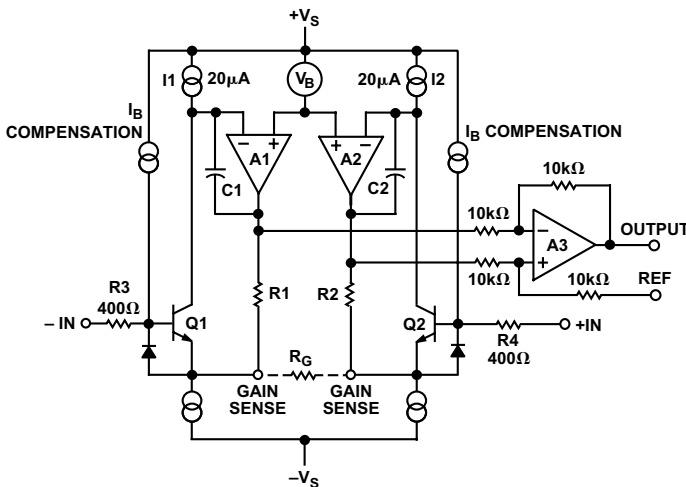 +VS
I1
20µA
VB
20µA
I2
IB
COMPENSATION
IB COMPENSATION
−
+
A1
+
−
A2
C1
C2
10kΩ
10kΩ
−
A3
+
OUTPUT
10kΩ
10kΩ
REF
R3
400Ω
R1
R2
− IN
Q1
Q2
+IN
R4
400Ω
RG
GAIN
SENSE
GAIN
SENSE
−VS